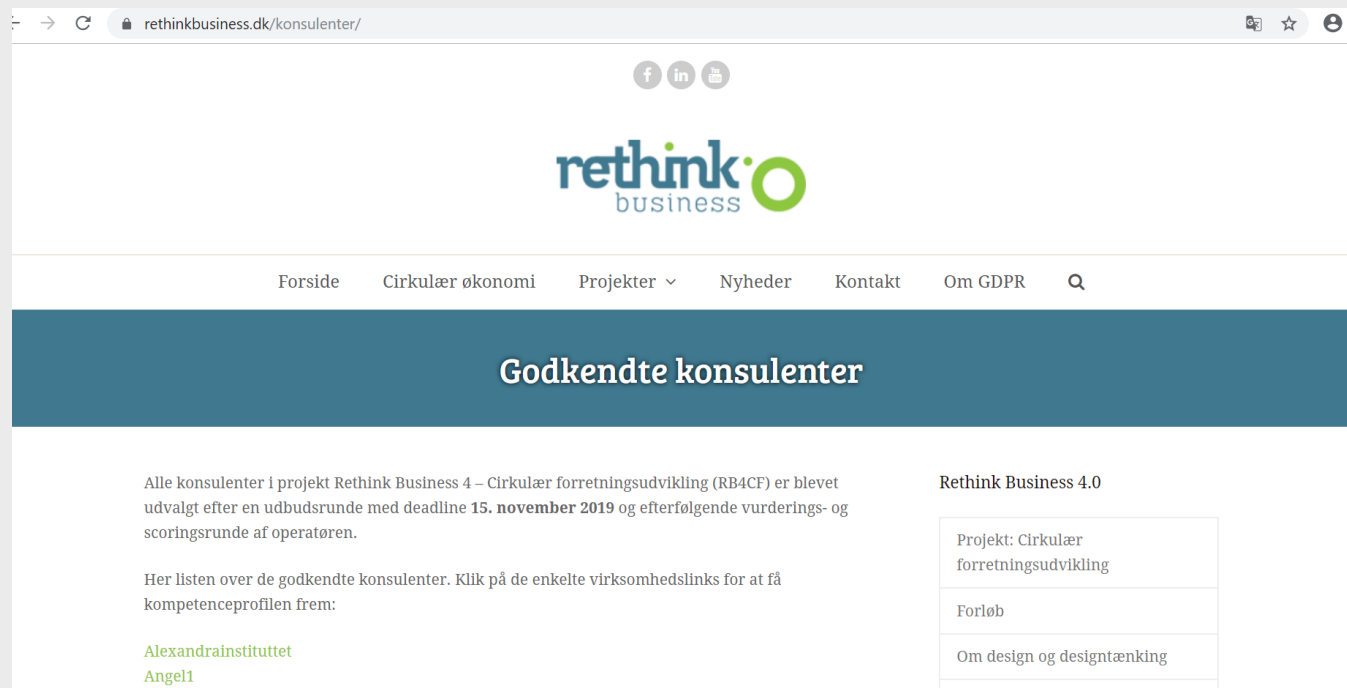 rethinkbusiness.dk/konsulenter/
rethink
business
Forside Cirkulær økonomi Projekter Nyheder Kontakt Om GDPR
Godkendte konsulenter
Alle konsulenter i projekt Rethink Business 4 – Cirkulær forretningsudvikling (RB4CF) er blevet
udvalgt efter en udbudsrunde med deadline 15. november 2019 og efterfølgende vurderings- og
scoringsrunde af operatøren.
Her listen over de godkendte konsulenter. Klik på de enkelte virksomhedslinks for at få
kompetenceprofilen frem:
Alexandrainstituttet
Angel1
Rethink Business 4.0
Projekt: Cirkulær
forretningsudvikling
Forløb
Om design og designtænking